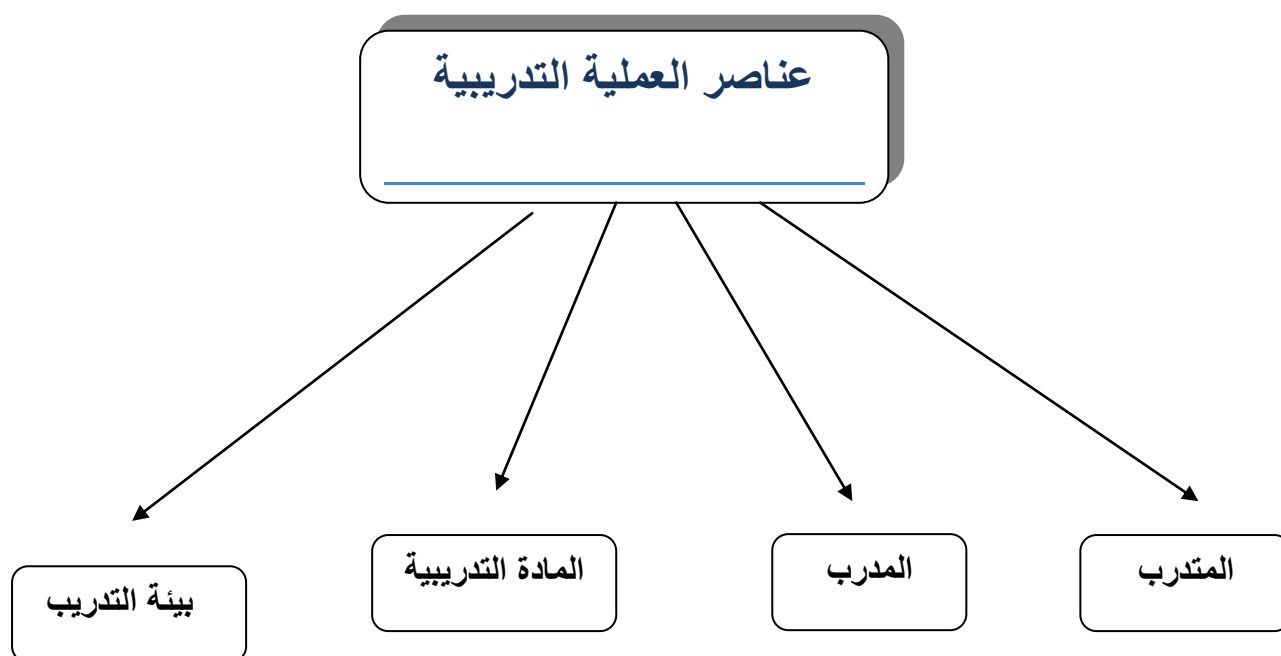 عناصر العملية التدريبية
المتدرب
المدرب
المادة التدريبية
بيئة التدريب